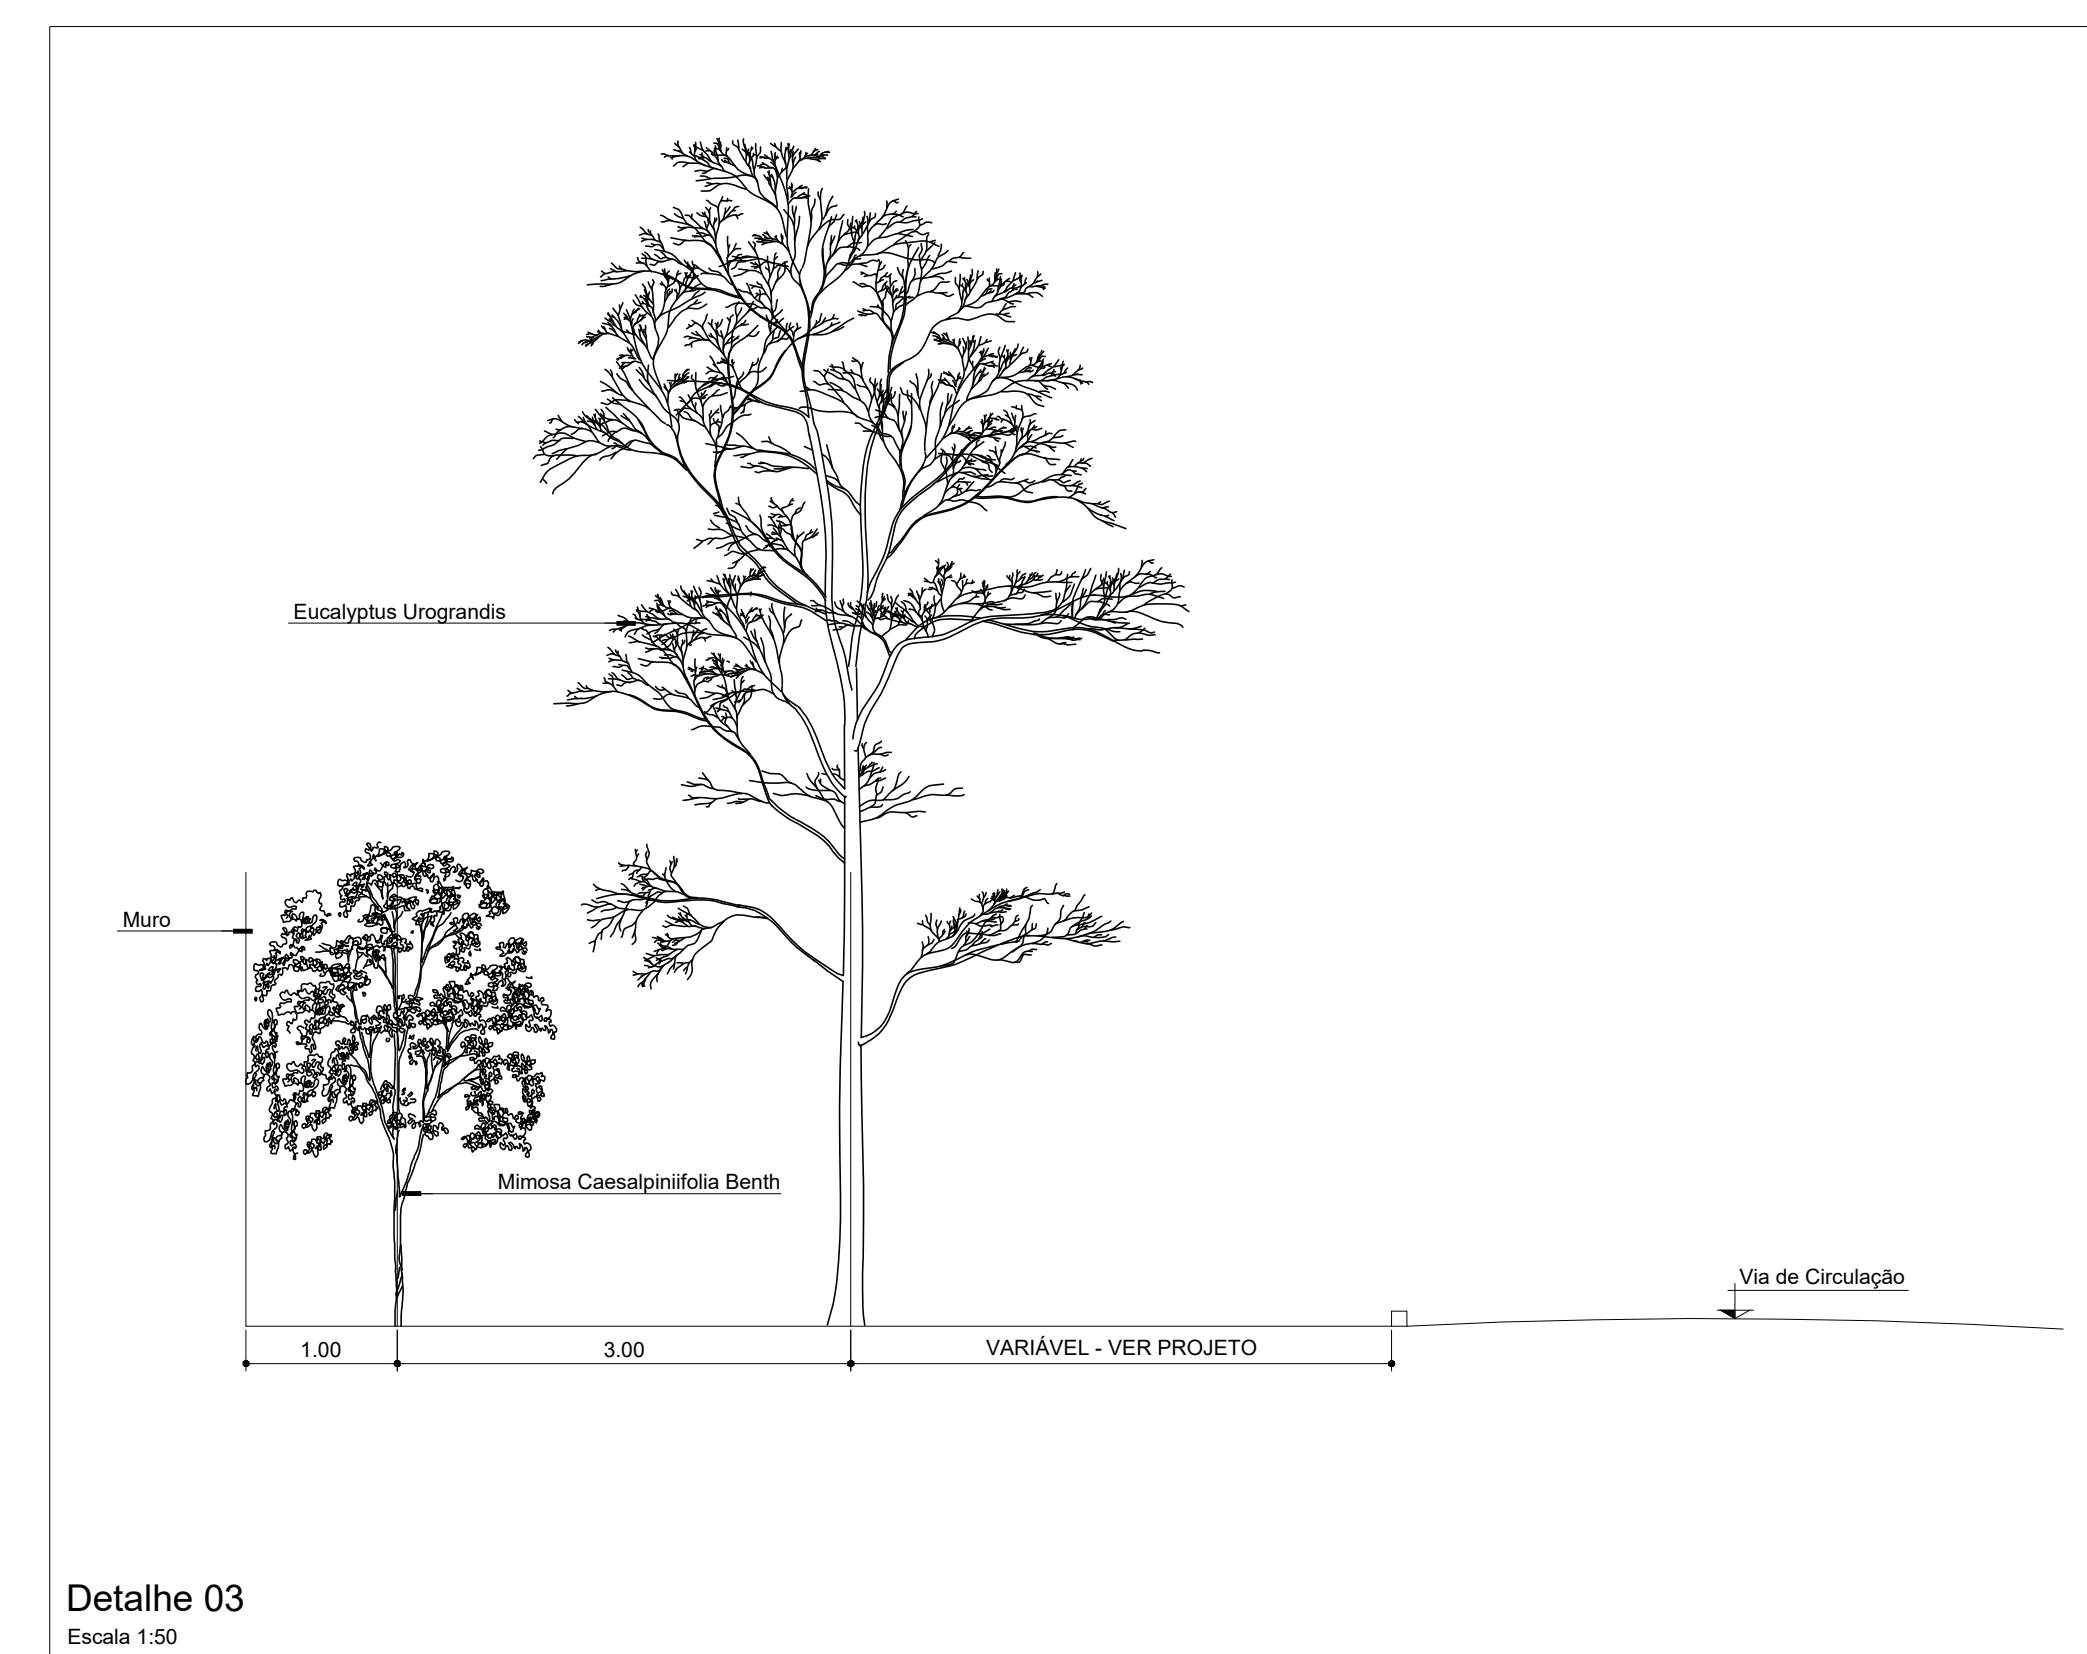 Eucalyptus Urograndis
Muro
Mimosa Caesalpiniifolia Benth
Via de Circulação
1.00
3.00
VARIÁVEL - VER PROJETO
Detalhe 03
Escala 1:50